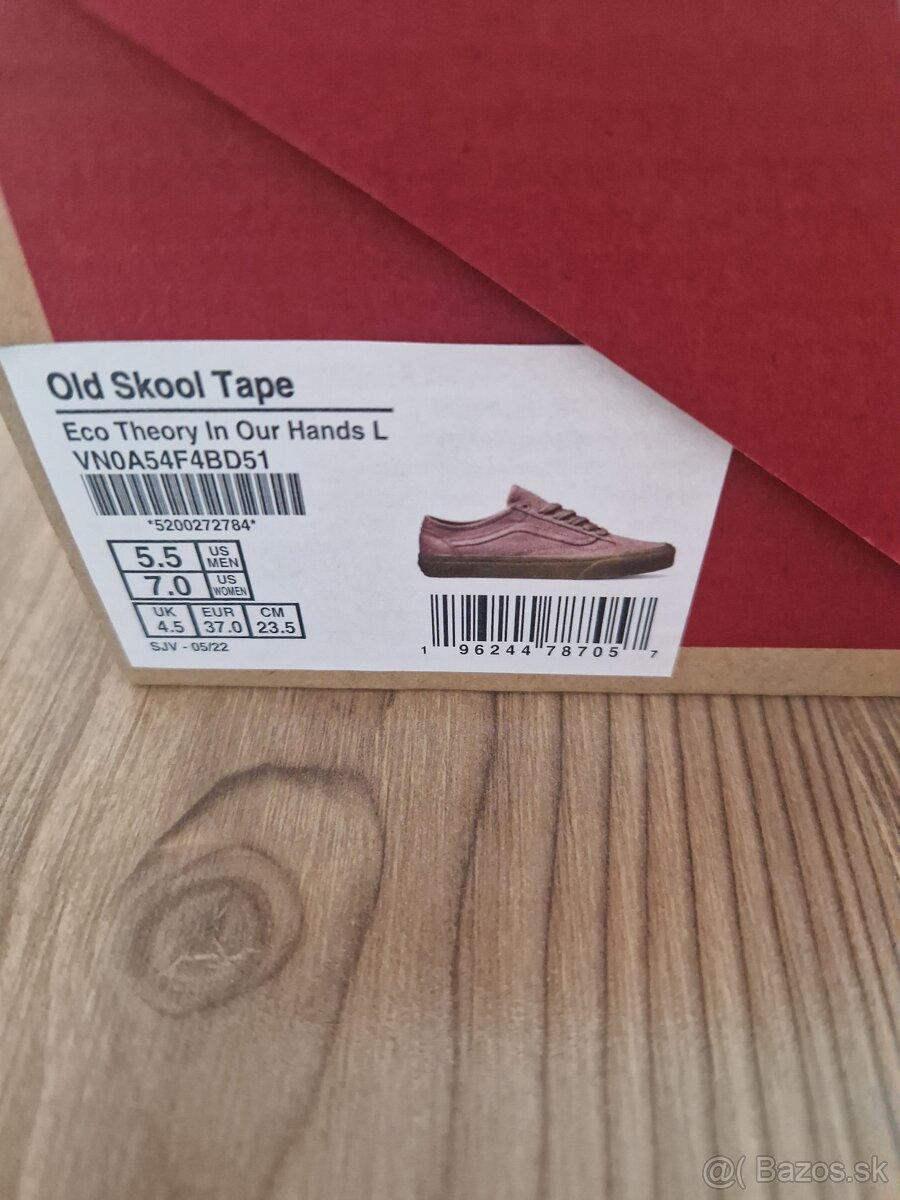 Old Skool Tape
Eco Theory In Our Hands L
VN0A54F4BD51
*5200272784*
5.5 US MEN
7.0 US WOMEN
UK EUR CM
4.5 37.0 23.5
SJV - 05/22
1 96244 78705 7
@( Bazos.sk